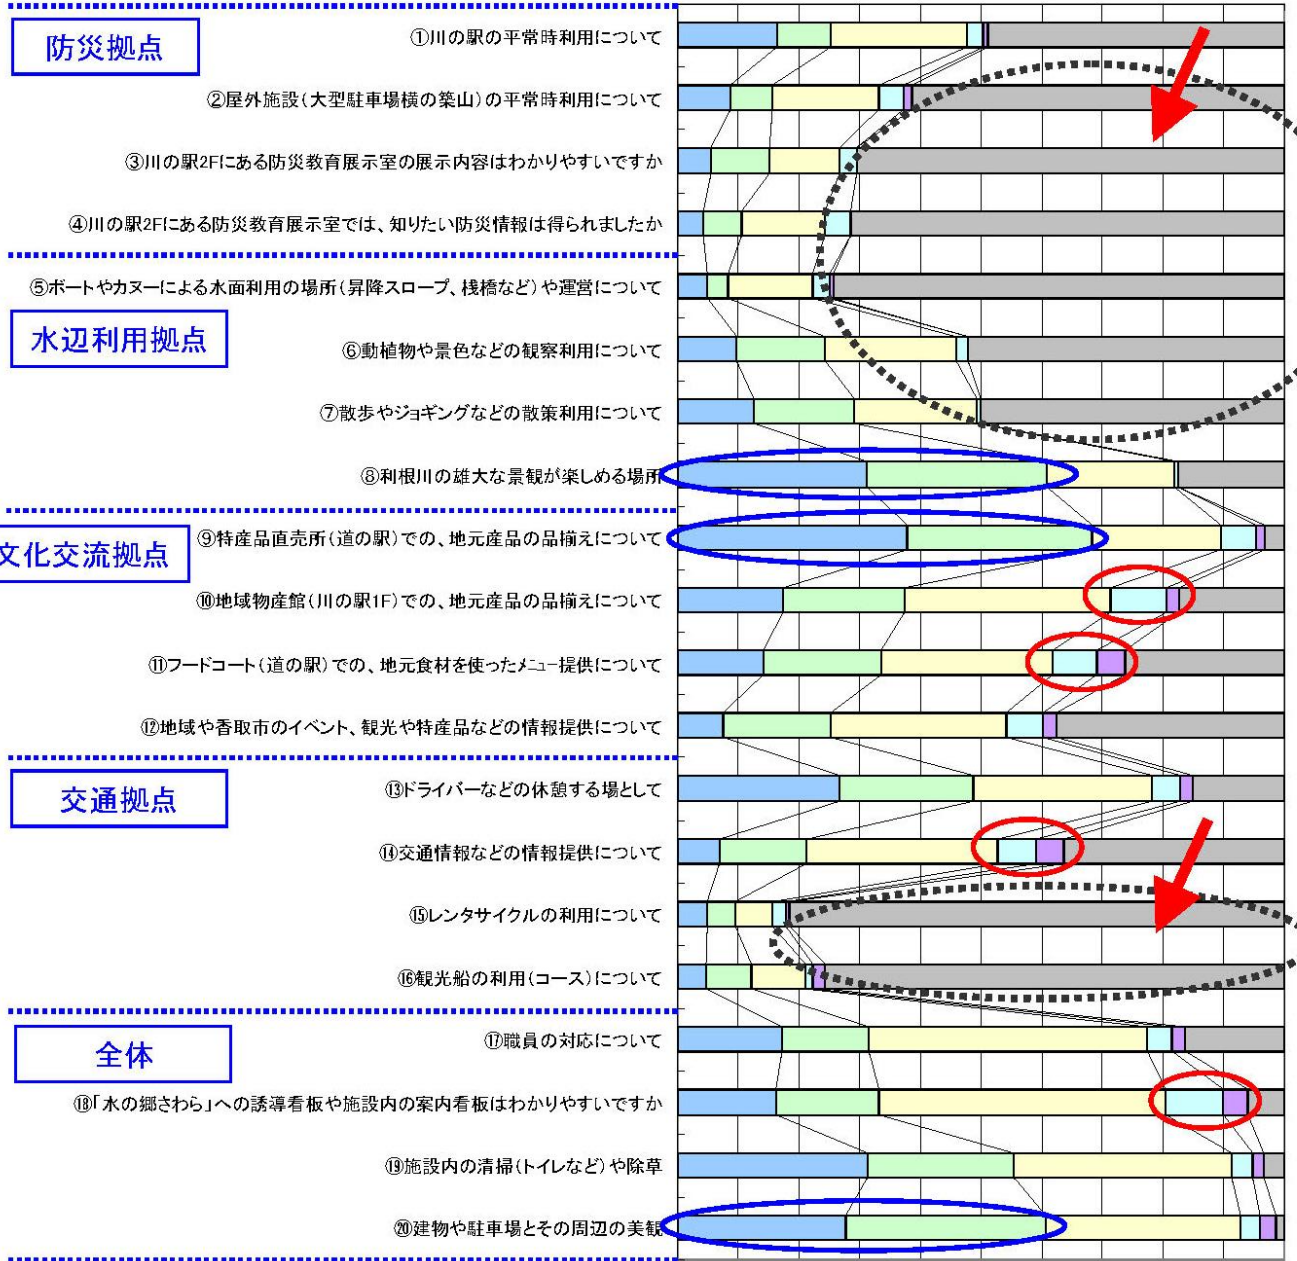 防災拠点
①川の駅の平常時利用について
②屋外施設(大型駐車場横の築山)の平常時利用について
③川の駅2Fにある防災教育展示室の展示内容はわかりやすいですか
④川の駅2Fにある防災教育展示室では、知りたい防災情報は得られましたか
⑤ボートやカヌーによる水面利用の場所(昇降スロープ、桟橋など)や運営について
水辺利用拠点
⑥動植物や景色などの観察利用について
⑦散歩やジョギングなどの散策利用について
⑧利根川の雄大な景観が楽しめる場所
⑨特産品直売所(道の駅)での、地元産品の品揃えについて
文化交流拠点
⑩地域物産館(川の駅1F)での、地元産品の品揃えについて
⑪フードコート(道の駅)での、地元食材を使ったメニュー提供について
⑫地域や香取市のイベント、観光や特産品などの情報提供について
交通拠点
⑬ドライバーなどの休憩する場として
⑭交通情報などの情報提供について
⑮レンタサイクルの利用について
⑯観光船の利用(コース)について
全体
⑰職員の対応について
⑱「水の郷さわら」への誘導看板や施設内の案内看板はわかりやすいですか
⑲施設内の清掃(トイレなど)や除草
⑳建物や駐車場とその周辺の美観